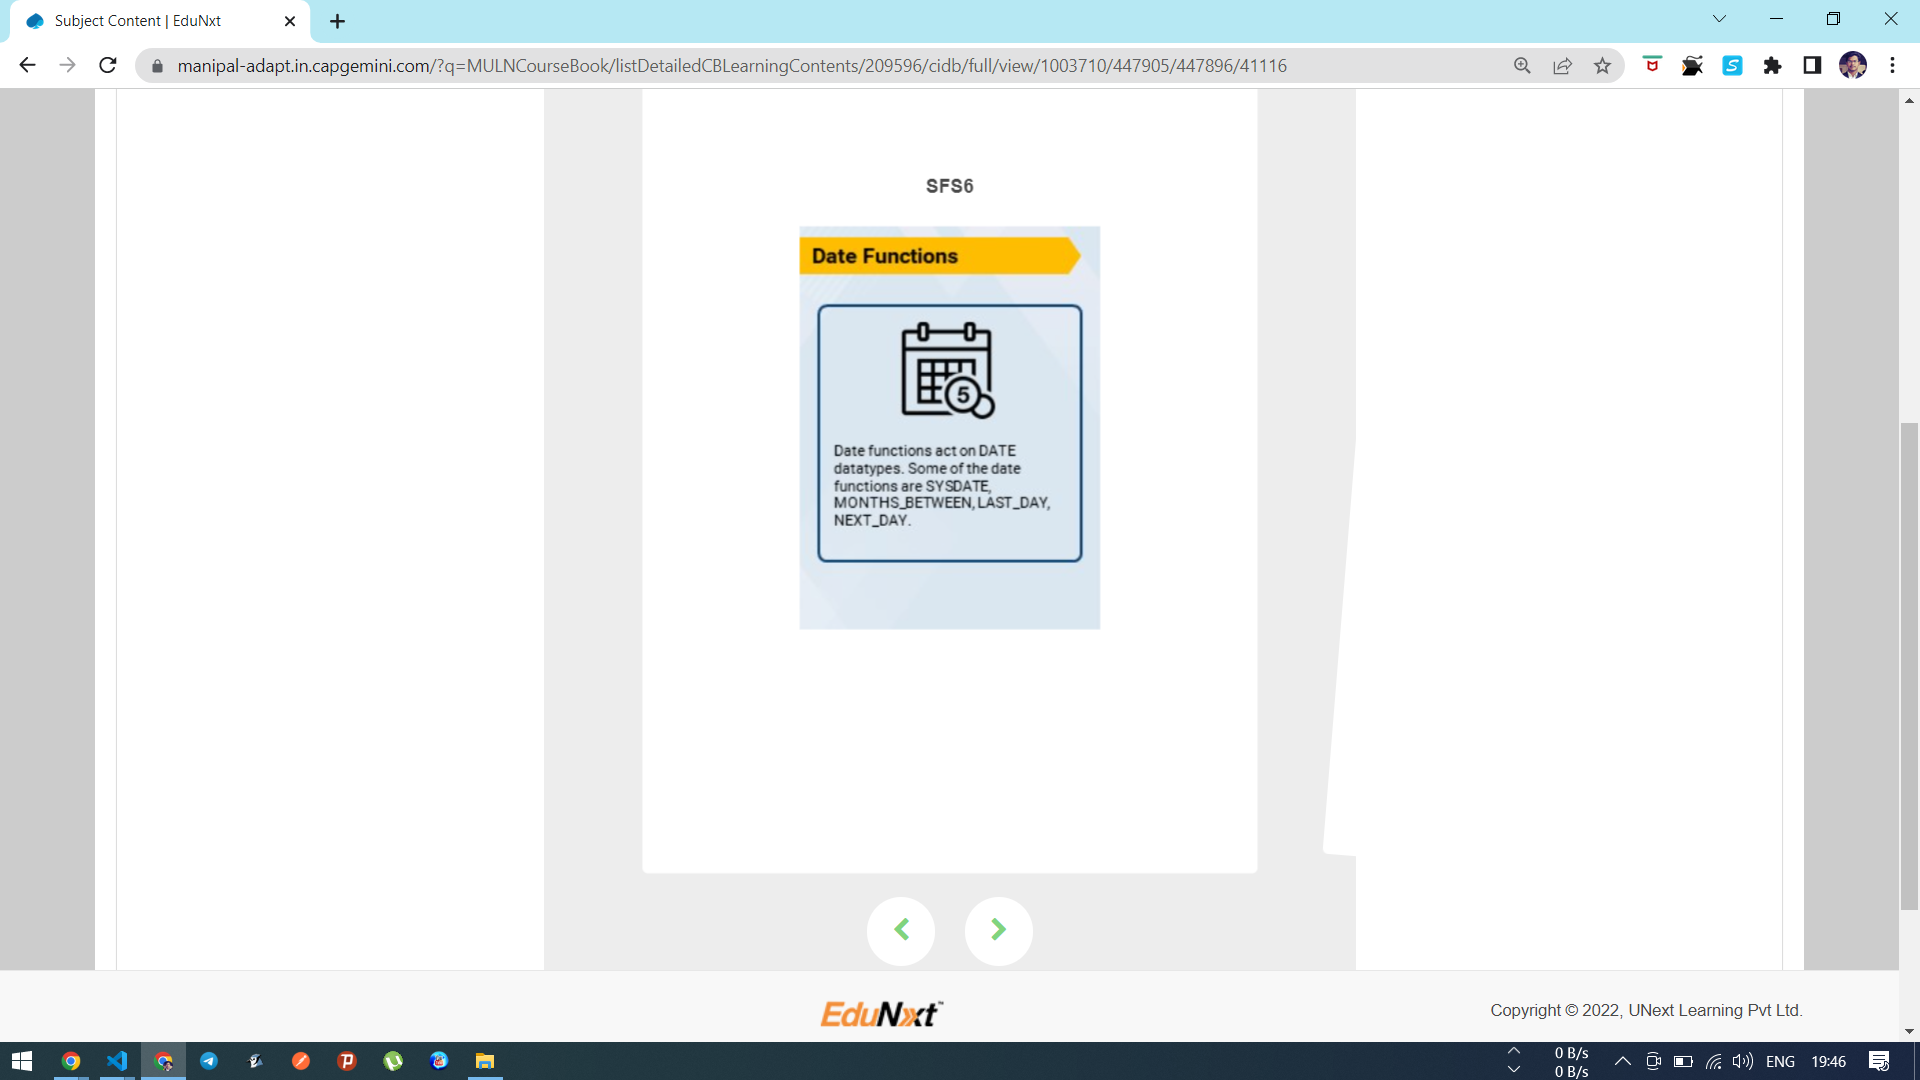 Subject Content | EduNxt
manipal-adapt.in.capgemini.com/?q=MULNCourseBook/listDetailedCBLearningContents/209596/cidb/full/view/1003710/447905/447896/41116
SFS6
Date Functions
5
Date functions act on DATE
datatypes. Some of the date
functions are SYSDATE,
MONTHS_BETWEEN, LAST_DAY,
NEXT_DAY.
EduNxt™
Copyright © 2022, UNext Learning Pvt Ltd.
0 B/s
0 B/s
ENG
19:46